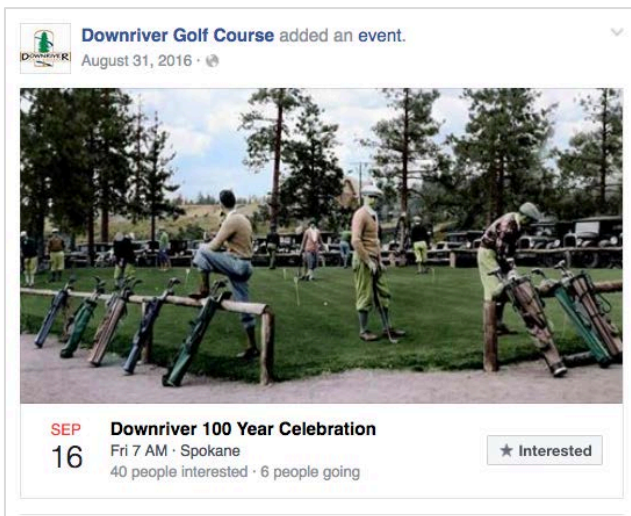 DOWNRIVER
Downriver Golf Course added an event.
August 31, 2016 ·
SEP
16
Downriver 100 Year Celebration
Fri 7 AM · Spokane
40 people interested · 6 people going
★ Interested